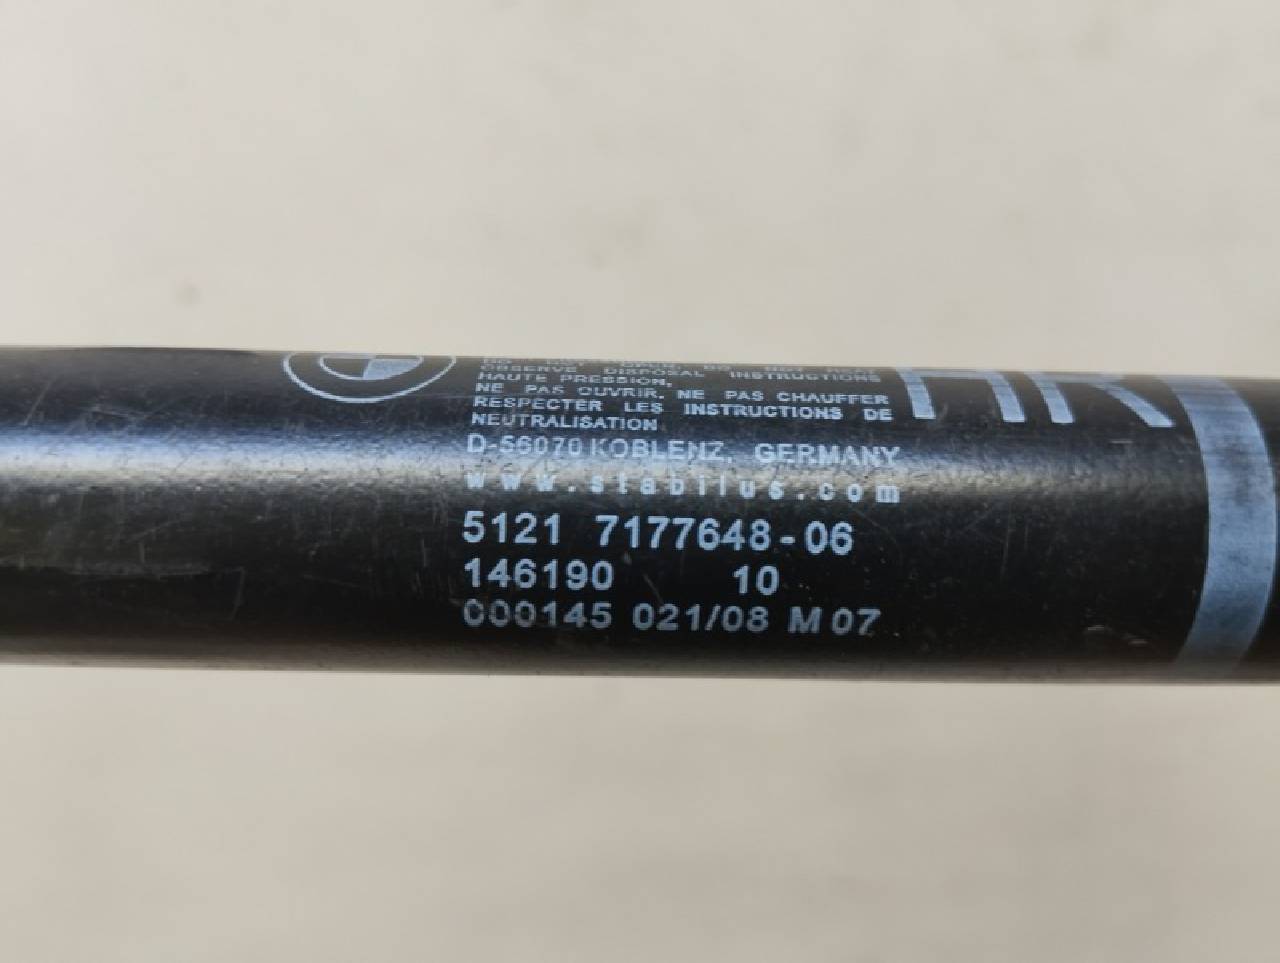 OBSERVE DISPOSAL INSTRUCTIONS
HAUTE PRESSION,
NE PAS OUVRIR, NE PAS CHAUFFER
RESPECTER LES INSTRUCTIONS DE
NEUTRALISATION
D-56070 KOBLENZ, GERMANY
www.stabilus.com
5121 7177648-06
146190 10
000145 021/08 M 07